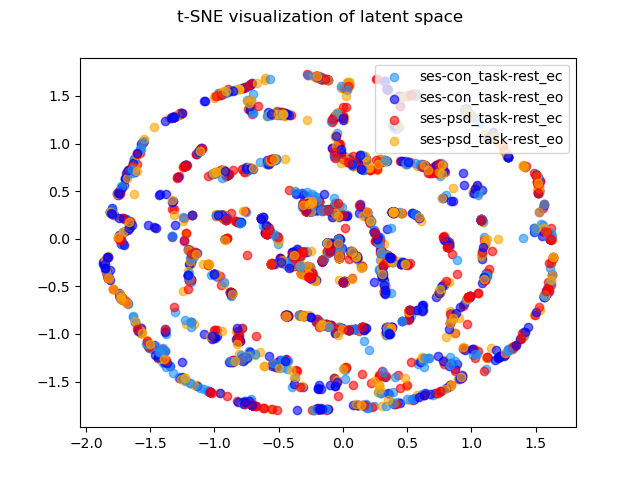 t-SNE visualization of latent space
ses-con_task-rest_ec
ses-con_task-rest_eo
ses-psd_task-rest_ec
ses-psd_task-rest_eo
1.5
1.0
0.5
0.0
−0.5
−1.0
−1.5
−2.0 −1.5 −1.0 −0.5 0.0 0.5 1.0 1.5